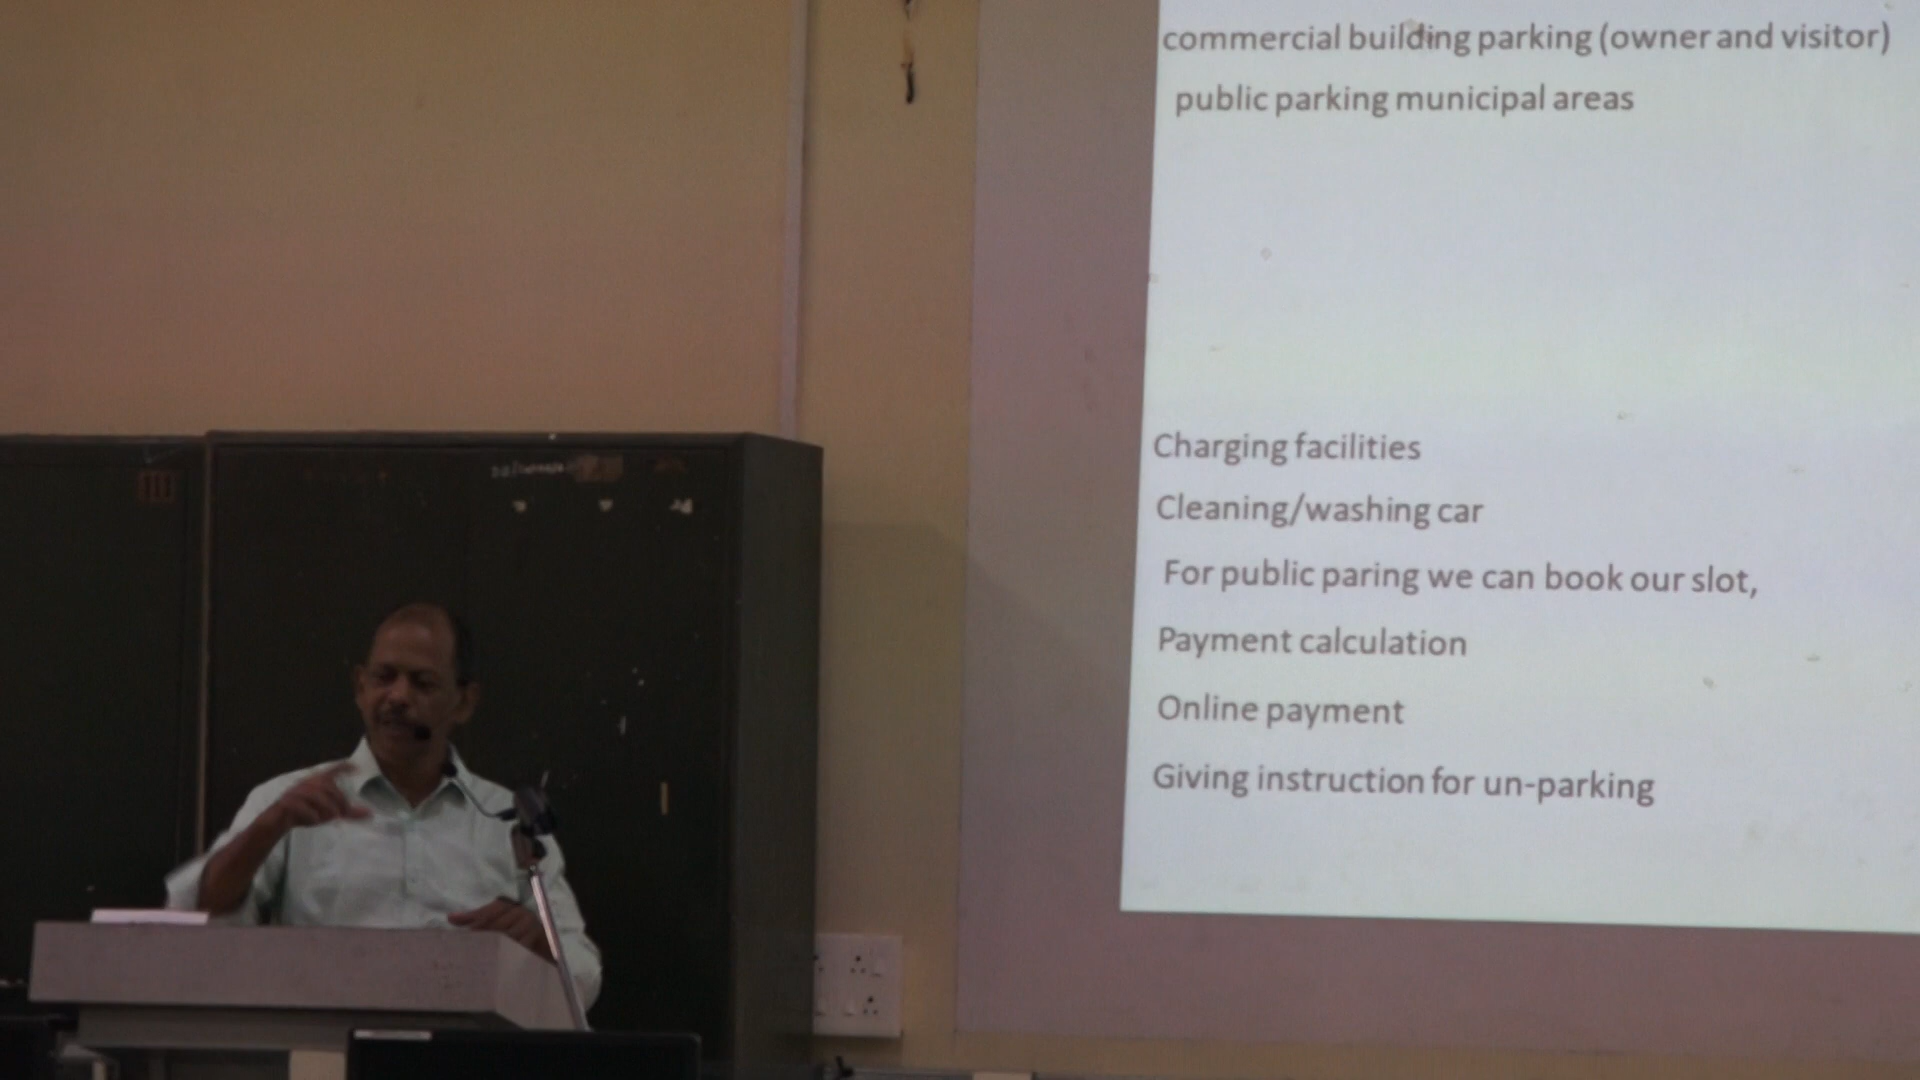 commercial building parking (owner and visitor)
public parking municipal areas
Charging facilities
Cleaning/washing car
For public paring we can book our slot,
Payment calculation
Online payment
Giving instruction for un-parking